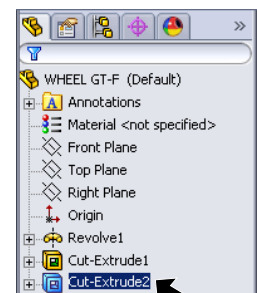 WHEEL GT-F (Default)
Annotations
Material <not specified>
Front Plane
Top Plane
Right Plane
Origin
Revolve1
Cut-Extrude1
Cut-Extrude2